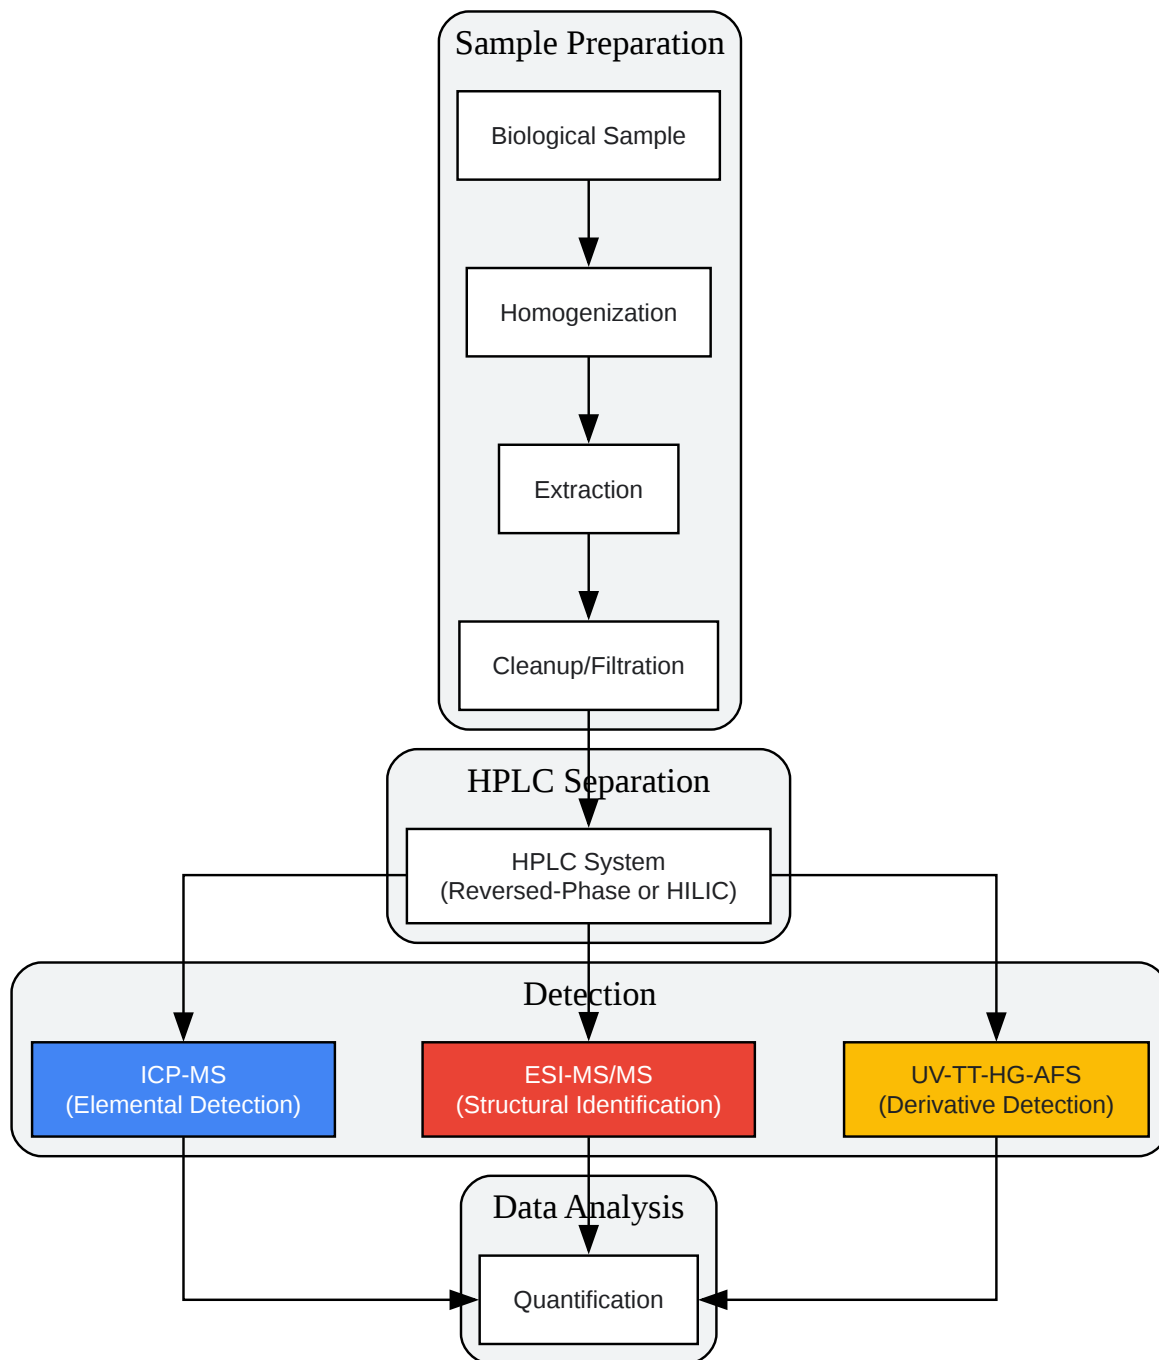 Sample Preparation
Biological Sample
Homogenization
Extraction
Cleanup/Filtration
HPLC Separation
HPLC System
(Reversed-Phase or HILIC)
Detection
ICP-MS
(Elemental Detection)
ESI-MS/MS
(Structural Identification)
UV-TT-HG-AFS
(Derivative Detection)
Data Analysis
Quantification